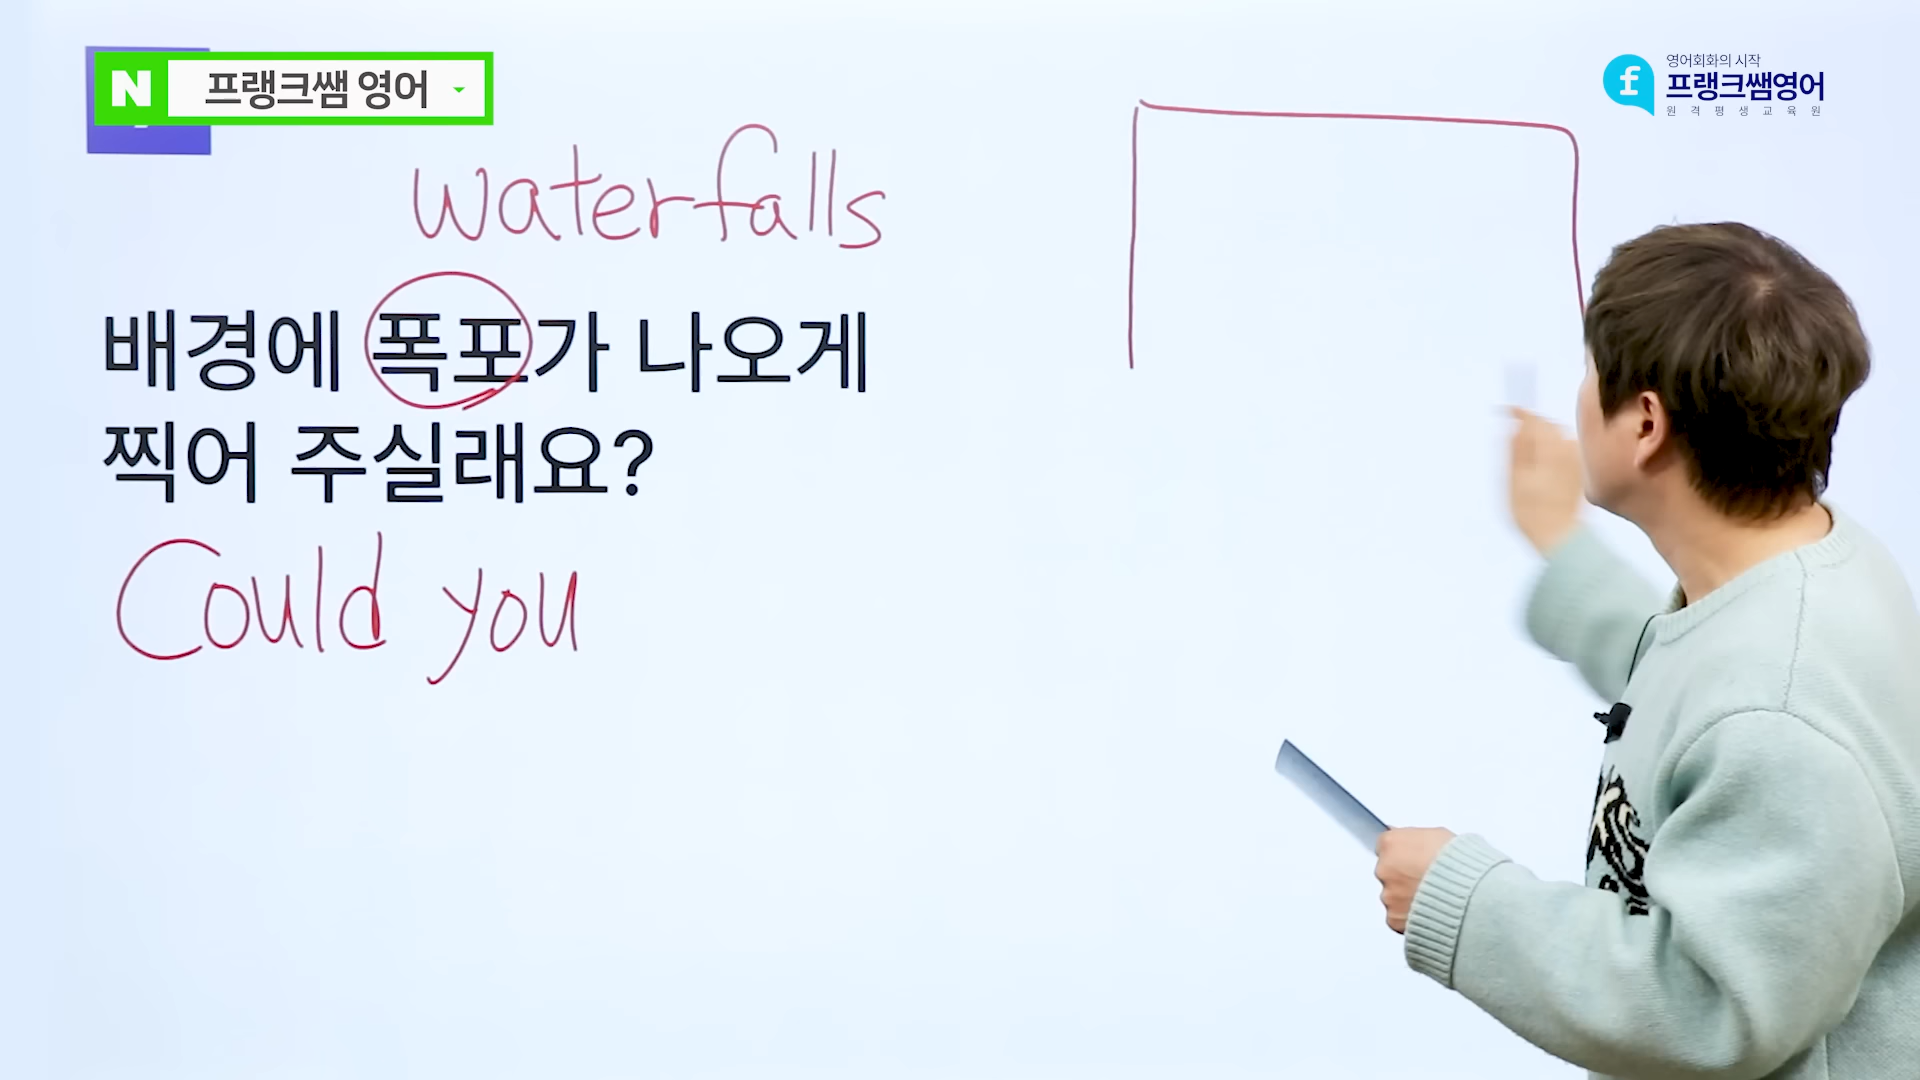 N 프랭크쌤 영어
영어회화의 시작
프랭크쌤영어
원격평생교육원
waterfalls
배경에 폭포가 나오게
찍어 주실래요?
Could you